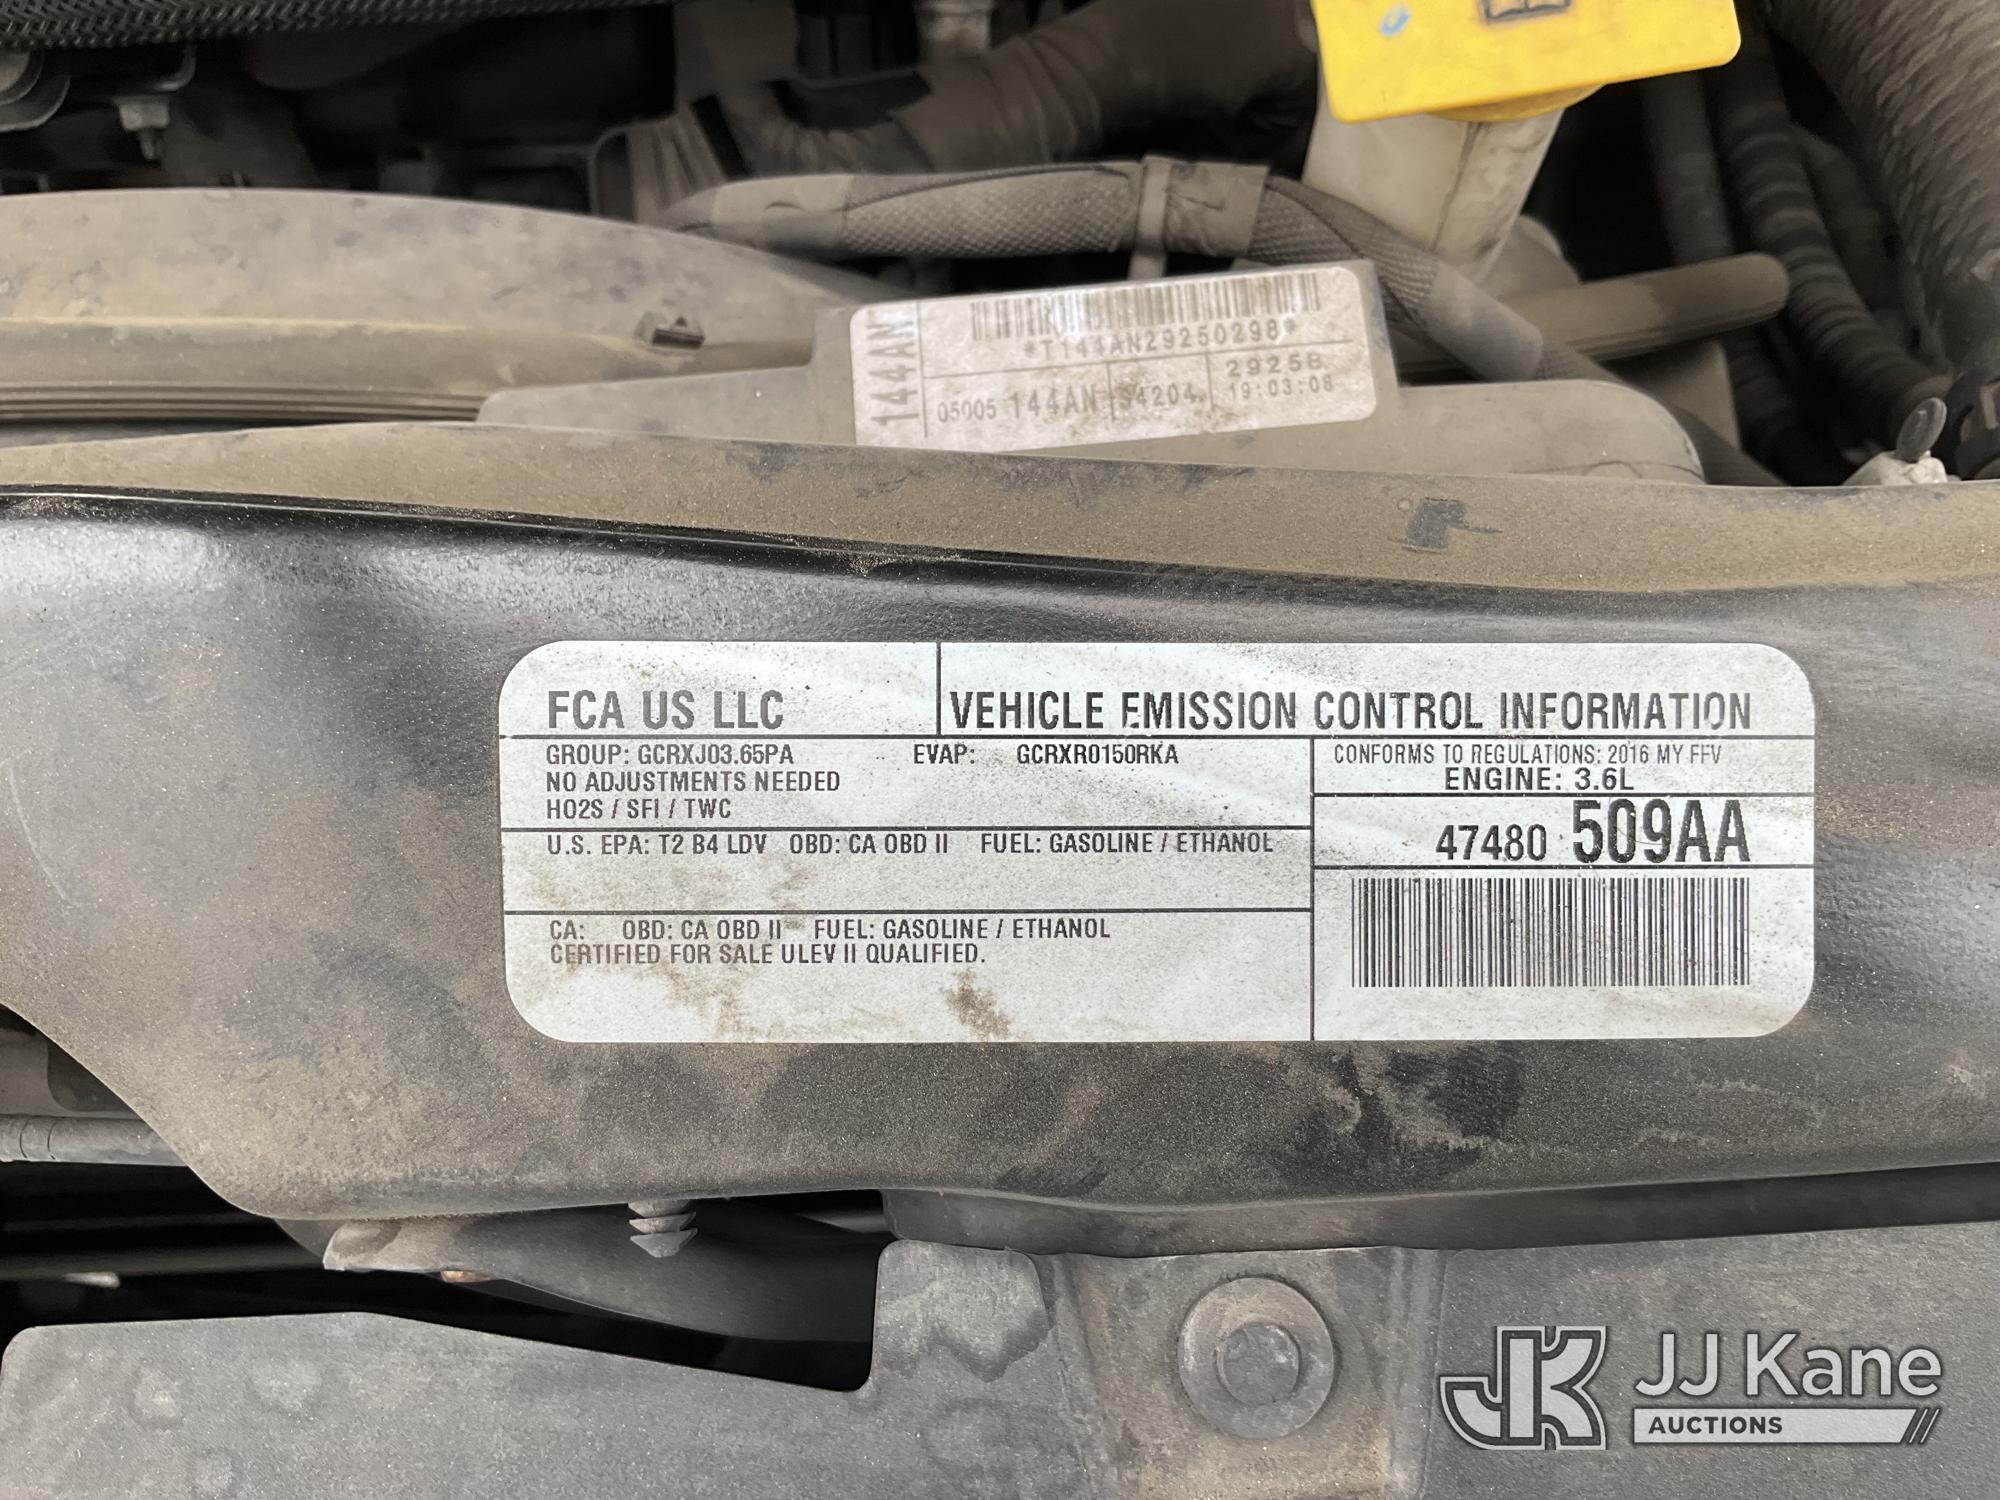 144AN
*T144AN29250298*
05005 144AN 54204 2925B
19:03:08
FCA US LLC VEHICLE EMISSION CONTROL INFORMATION
GROUP: GCRXJ03.65PA EVAP: GCRXR0150RKA
NO ADJUSTMENTS NEEDED
HO2S / SFI / TWC
CONFORMS TO REGULATIONS: 2016 MY FFV
ENGINE: 3.6L
47480 509AA
U.S. EPA: T2 B4 LDV OBD: CA OBD II FUEL: GASOLINE / ETHANOL
CA: OBD: CA OBD II FUEL: GASOLINE / ETHANOL
CERTIFIED FOR SALE ULEV II QUALIFIED.
JK JJ Kane
AUCTIONS